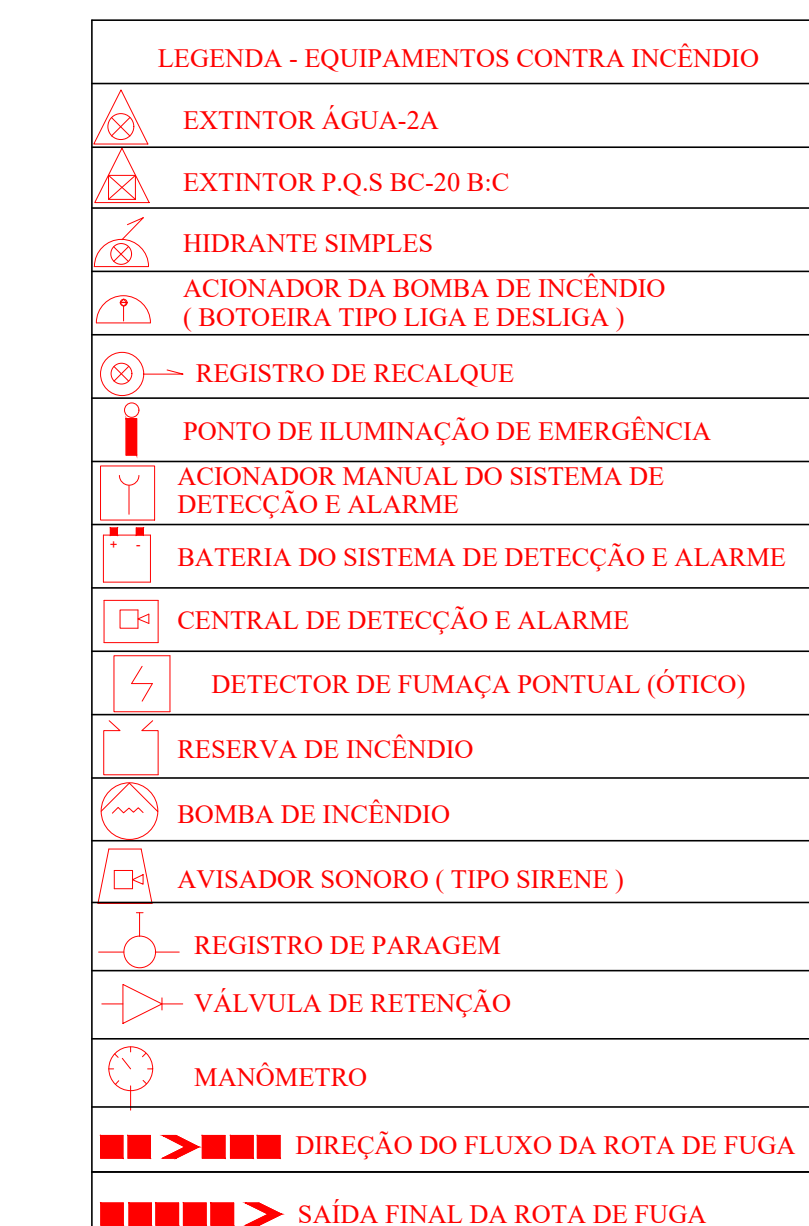 LEGENDA - EQUIPAMENTOS CONTRA INCÊNDIO
EXTINTOR ÁGUA-2A
EXTINTOR P.Q.S BC-20 B:C
HIDRANTE SIMPLES
ACIONADOR DA BOMBA DE INCÊNDIO
( BOTOEIRA TIPO LIGA E DESLIGA )
REGISTRO DE RECALQUE
PONTO DE ILUMINAÇÃO DE EMERGÊNCIA
ACIONADOR MANUAL DO SISTEMA DE
DETECÇÃO E ALARME
+ -
BATERIA DO SISTEMA DE DETECÇÃO E ALARME
CENTRAL DE DETECÇÃO E ALARME
DETECTOR DE FUMAÇA PONTUAL (ÓTICO)
RESERVA DE INCÊNDIO
BOMBA DE INCÊNDIO
AVISADOR SONORO ( TIPO SIRENE )
REGISTRO DE PARAGEM
VÁLVULA DE RETENÇÃO
MANÔMETRO
DIREÇÃO DO FLUXO DA ROTA DE FUGA
SAÍDA FINAL DA ROTA DE FUGA